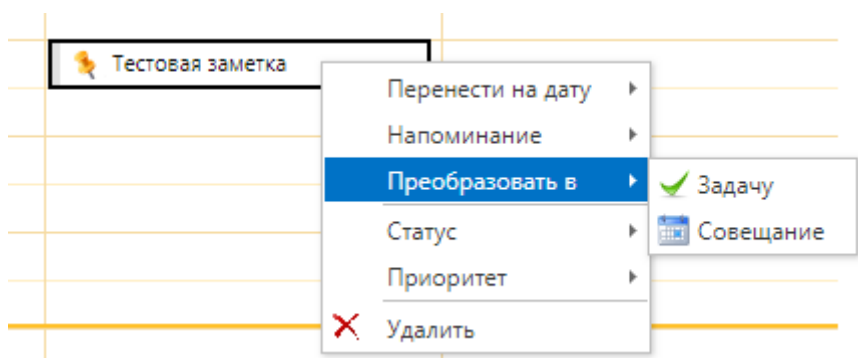 Тестовая заметка
Перенести на дату
Напоминание
Преобразовать в
Задачу
Совещание
Статус
Приоритет
Удалить